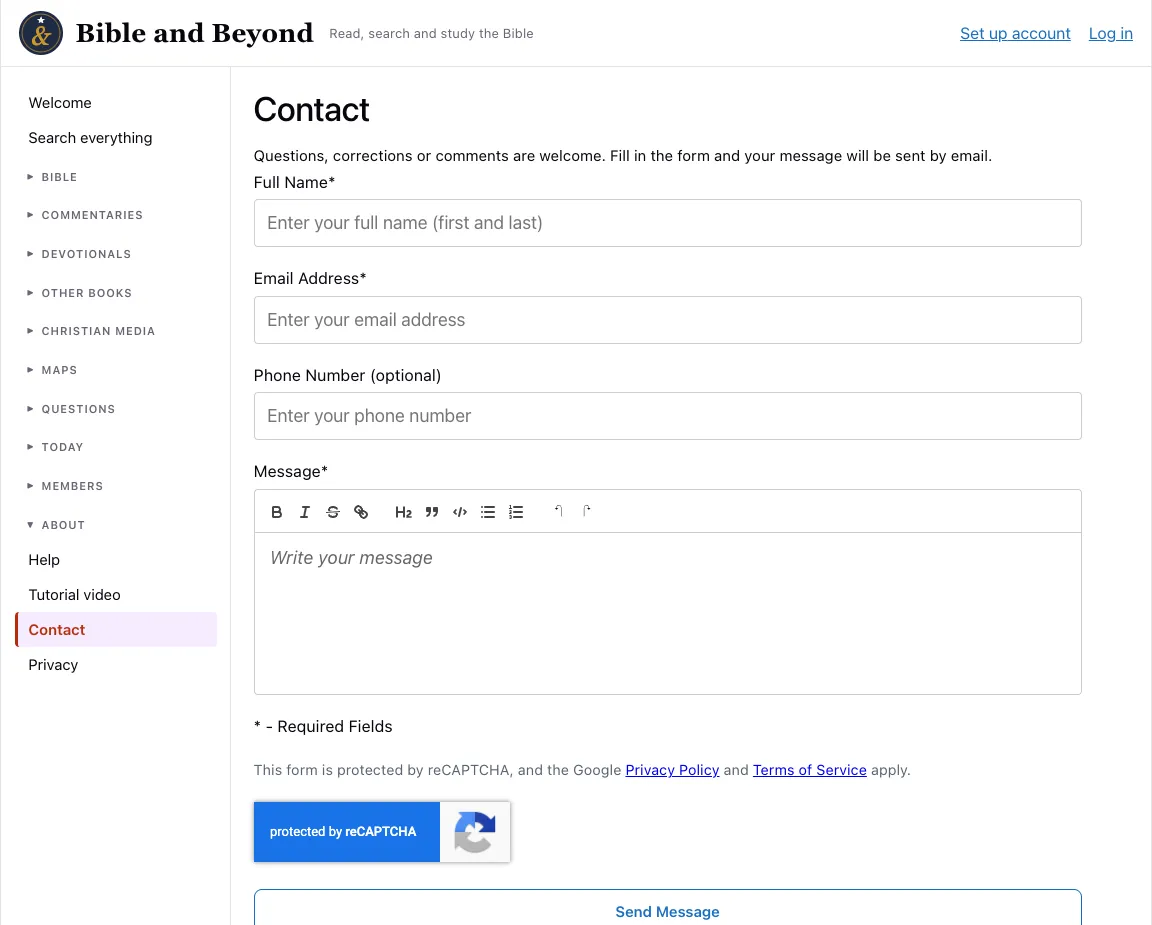 &
Bible and Beyond
Read, search and study the Bible
Set up account
Log in
Welcome
Search everything
BIBLE
COMMENTARIES
DEVOTIONALS
OTHER BOOKS
CHRISTIAN MEDIA
MAPS
QUESTIONS
TODAY
MEMBERS
ABOUT
Help
Tutorial video
Contact
Privacy
Contact
Questions, corrections or comments are welcome. Fill in the form and your message will be sent by email.
Full Name*
Enter your full name (first and last)
Email Address*
Enter your email address
Phone Number (optional)
Enter your phone number
Message*
B I S H2 ” </>
Write your message
* - Required Fields
This form is protected by reCAPTCHA, and the Google Privacy Policy and Terms of Service apply.
protected by reCAPTCHA
Send Message